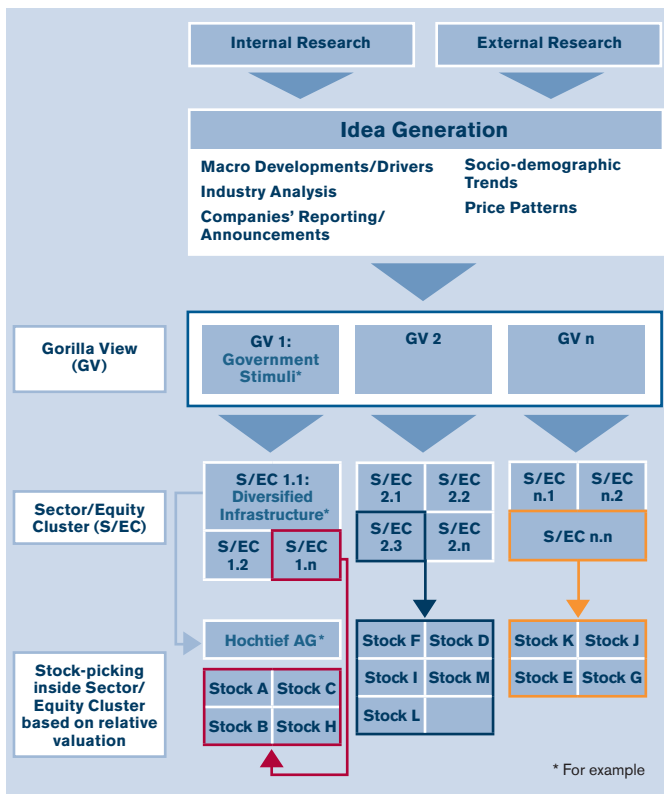 Internal Research
External Research
Idea Generation
Macro Developments/Drivers
Industry Analysis
Companies' Reporting/
Announcements
Socio-demographic
Trends
Price Patterns
Gorilla View
(GV)
GV 1:
Government
Stimuli*
GV 2
GV n
Sector/Equity
Cluster (S/EC)
S/EC 1.1:
Diversified
Infrastructure*
S/EC
1.2
S/EC
1.n
S/EC
2.1
S/EC
2.2
S/EC
2.3
S/EC
2.n
S/EC
n.1
S/EC
n.2
S/EC n.n
Stock-picking
inside Sector/
Equity Cluster
based on relative
valuation
Hochtief AG*
Stock A
Stock C
Stock B
Stock H
Stock F
Stock D
Stock I
Stock M
Stock L
Stock K
Stock J
Stock E
Stock G
* For example